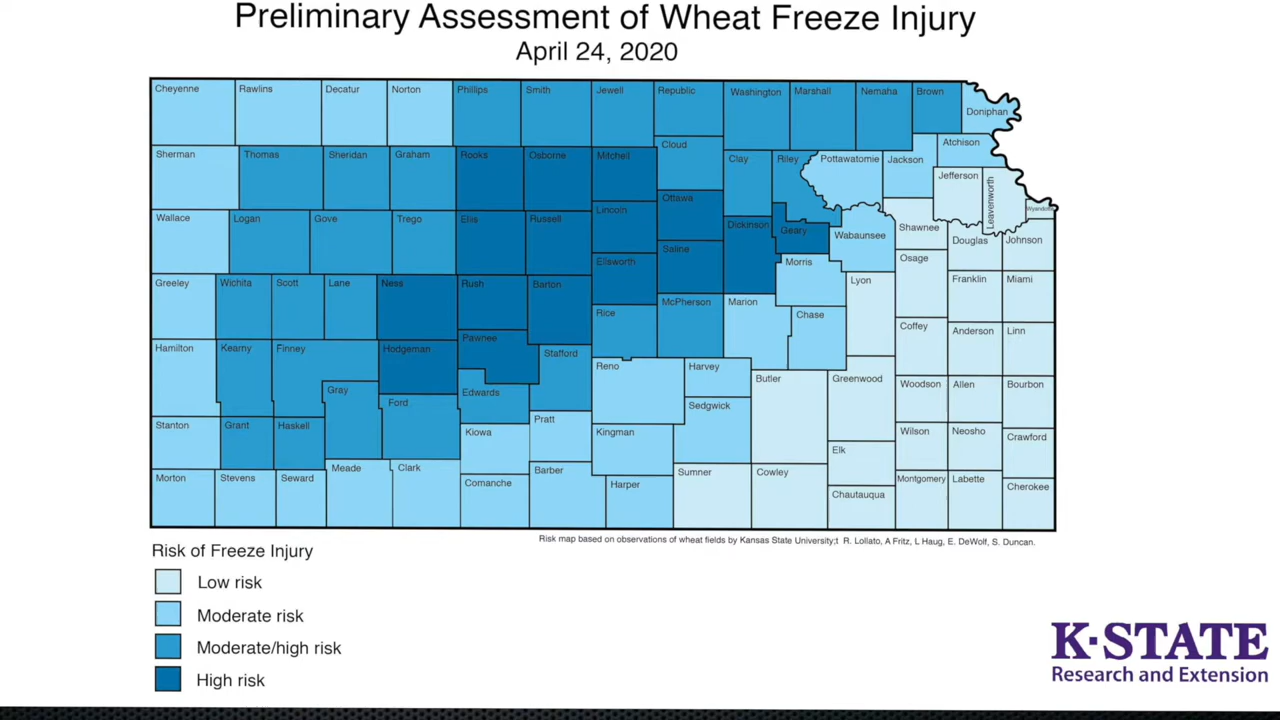 Preliminary Assessment of Wheat Freeze Injury
April 24, 2020
Cheyenne Rawlins Decatur Norton Phillips Smith Jewell Republic Washington Marshall Nemaha Brown
Doniphan
Cloud Atchison
Sherman Thomas Sheridan Graham Rooks Osborne Mitchell Clay Riley Pottawatomie Jackson
Jefferson Leavenworth
Ottawa
Wallace Logan Gove Trego Ellis Russell Lincoln Wyandotte
Dickinson Geary Wabaunsee Shawnee
Saline Douglas Johnson
Ellsworth Morris Osage
Greeley Wichita Scott Lane Ness Rush Barton Lyon Franklin Miami
Rice McPherson Marion Chase
Pawnee Coffey Anderson Linn
Hamilton Kearny Finney Hodgeman Stafford
Reno Harvey Butler Greenwood Woodson Allen Bourbon
Gray Ford Edwards Sedgwick
Stanton Grant Haskell Kiowa Pratt Kingman Wilson Neosho Crawford
Elk
Morton Stevens Seward Meade Clark Comanche Barber Harper Sumner Cowley Chautauqua Montgomery Labette Cherokee
Risk map based on observations of wheat fields by Kansas State University;t R. Lollato, A Fritz, L Haug, E. DeWolf, S. Duncan.
Risk of Freeze Injury
Low risk
Moderate risk
Moderate/high risk
High risk
K·STATE
Research and Extension